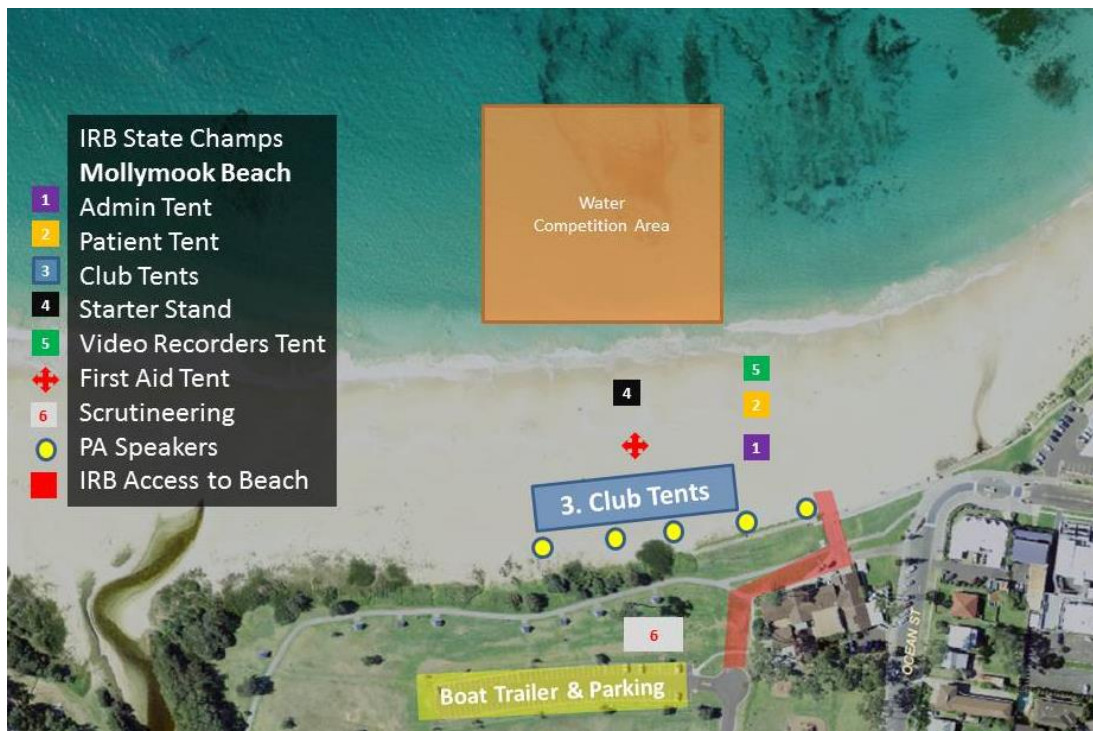 IRB State Champs
Mollymook Beach
1 Admin Tent
2 Patient Tent
3 Club Tents
4 Starter Stand
5 Video Recorders Tent
First Aid Tent
6 Scrutineering
PA Speakers
IRB Access to Beach
Water
Competition Area
5
4
2
1
3. Club Tents
6
Boat Trailer & Parking
OCEAN ST